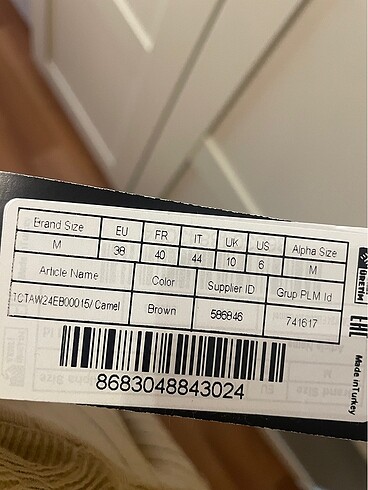 Brand Size EU FR IT UK US Alpha Size
M 38 40 44 10 6 M
Article Name Color Supplier ID Grup PLM Id
TCTAW24EB00015/ Camel Brown 586846 741617
8683048843024
ÜRETİM
EAC
Made in Turkey